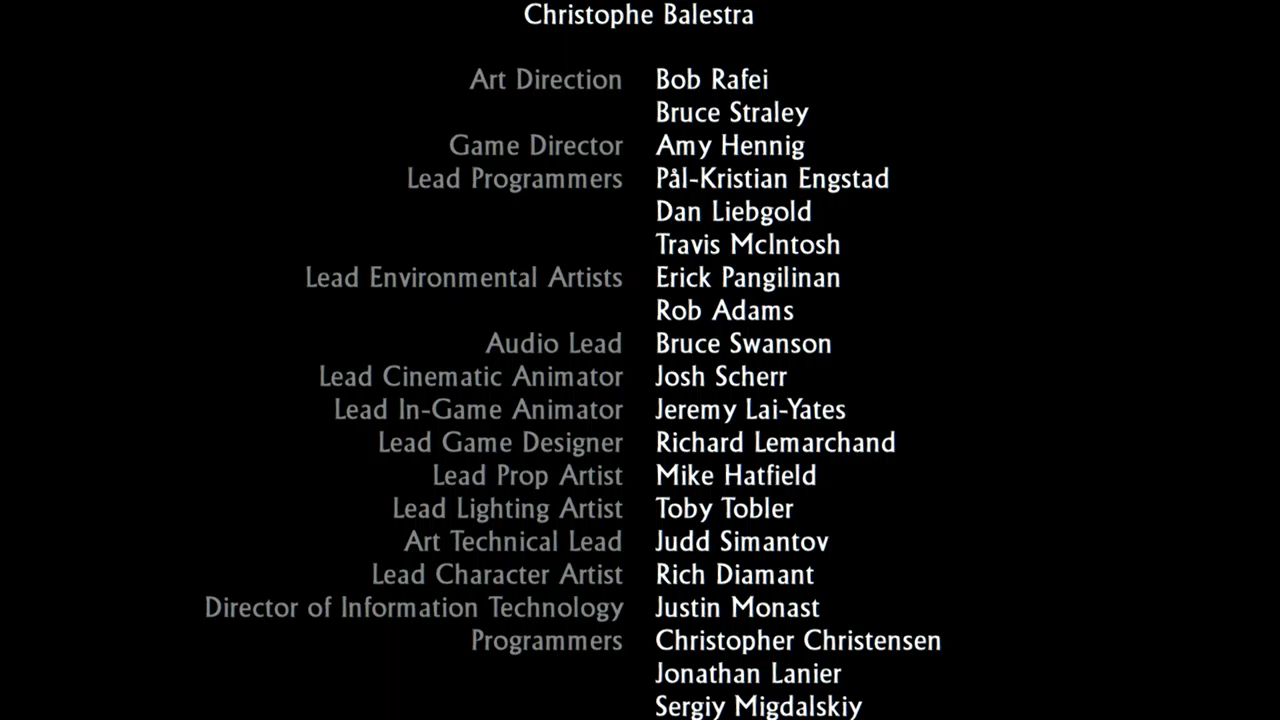 Christophe Balestra
Art Direction Bob Rafei
Bruce Straley
Game Director Amy Hennig
Lead Programmers Pål-Kristian Engstad
Dan Liebgold
Travis McIntosh
Lead Environmental Artists Erick Pangilinan
Rob Adams
Audio Lead Bruce Swanson
Lead Cinematic Animator Josh Scherr
Lead In-Game Animator Jeremy Lai-Yates
Lead Game Designer Richard Lemarchand
Lead Prop Artist Mike Hatfield
Lead Lighting Artist Toby Tobler
Art Technical Lead Judd Simantov
Lead Character Artist Rich Diamant
Director of Information Technology Justin Monast
Programmers Christopher Christensen
Jonathan Lanier
Sergiy Migdalskiy